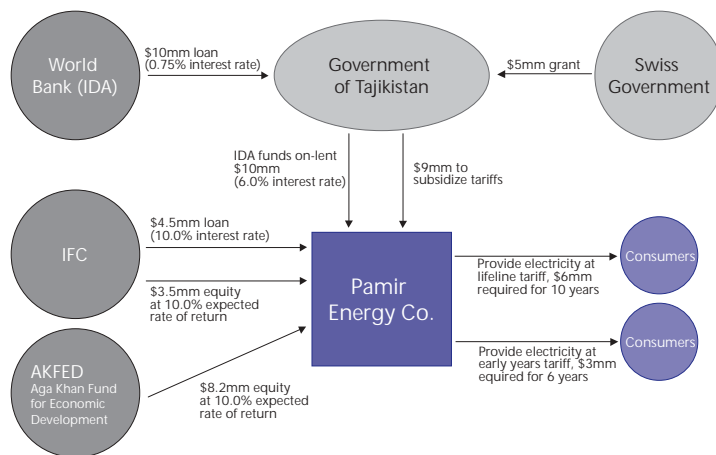 World
Bank (IDA)
$10mm loan
(0.75% interest rate)
Government
of Tajikistan
$5mm grant
Swiss
Government
IDA funds on-lent
$10mm
(6.0% interest rate)
$9mm to
subsidize tariffs
IFC
$4.5mm loan
(10.0% interest rate)
$3.5mm equity
at 10.0% expected
rate of return
Pamir
Energy Co.
Provide electricity at
lifeline tariff, $6mm
required for 10 years
Consumers
Provide electricity at
early years tariff, $3mm
equired for 6 years
Consumers
AKFED
Aga Khan Fund
for Economic
Development
$8.2mm equity
at 10.0% expected
rate of return